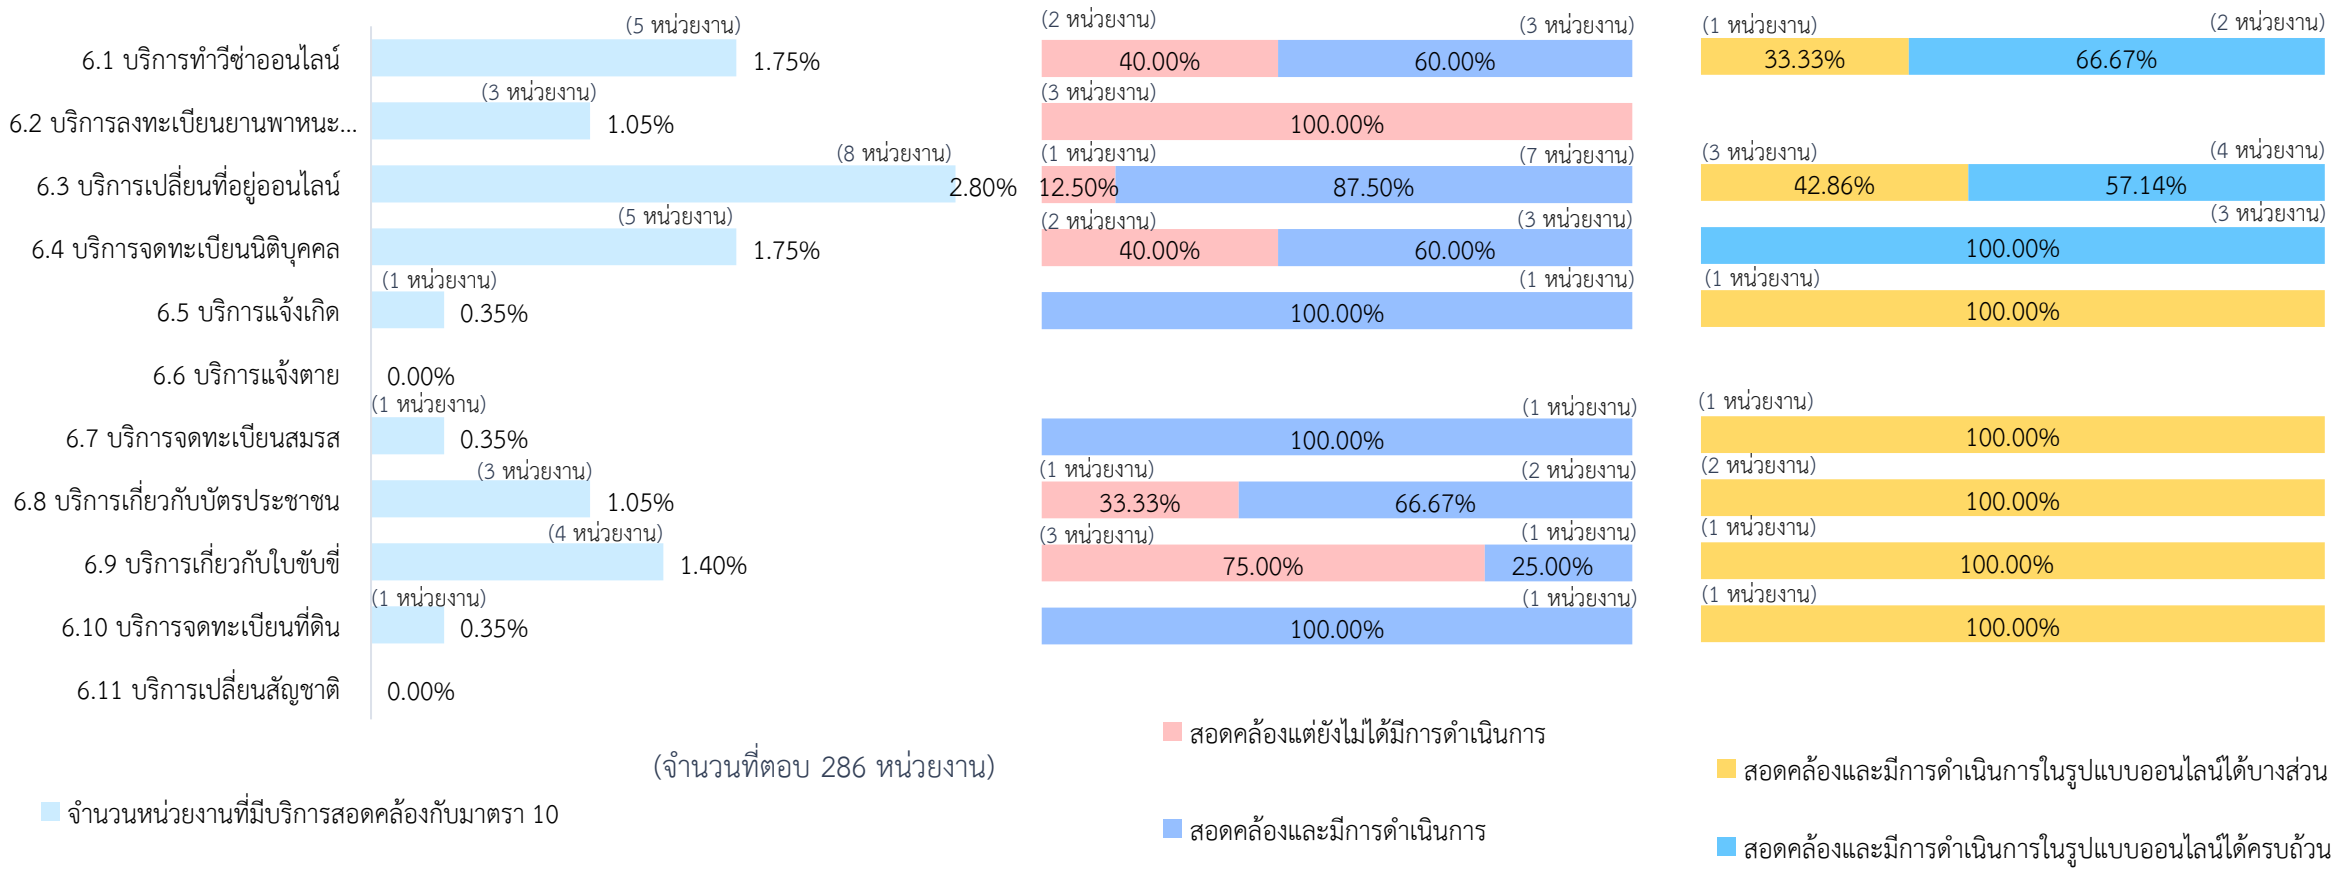 (5 หน่วยงาน) (2 หน่วยงาน) (3 หน่วยงาน) (1 หน่วยงาน) (2 หน่วยงาน)
6.1 บริการทำวีซ่าออนไลน์ 1.75% 40.00% 60.00% 33.33% 66.67%
(3 หน่วยงาน) (3 หน่วยงาน)
6.2 บริการลงทะเบียนยานพาหนะ... 1.05% 100.00%
(8 หน่วยงาน) (1 หน่วยงาน) (7 หน่วยงาน) (3 หน่วยงาน) (4 หน่วยงาน)
6.3 บริการเปลี่ยนที่อยู่ออนไลน์ 2.80% 12.50% 87.50% 42.86% 57.14%
(5 หน่วยงาน) (2 หน่วยงาน) (3 หน่วยงาน) (3 หน่วยงาน)
6.4 บริการจดทะเบียนนิติบุคคล 1.75% 40.00% 60.00% 100.00%
(1 หน่วยงาน) (1 หน่วยงาน) (1 หน่วยงาน)
6.5 บริการแจ้งเกิด 0.35% 100.00% 100.00%
6.6 บริการแจ้งตาย 0.00%
(1 หน่วยงาน) (1 หน่วยงาน) (1 หน่วยงาน)
6.7 บริการจดทะเบียนสมรส 0.35% 100.00% 100.00%
(3 หน่วยงาน) (1 หน่วยงาน) (2 หน่วยงาน) (2 หน่วยงาน)
6.8 บริการเกี่ยวกับบัตรประชาชน 1.05% 33.33% 66.67% 100.00%
(4 หน่วยงาน) (3 หน่วยงาน) (1 หน่วยงาน) (1 หน่วยงาน)
6.9 บริการเกี่ยวกับใบขับขี่ 1.40% 75.00% 25.00% 100.00%
(1 หน่วยงาน) (1 หน่วยงาน) (1 หน่วยงาน)
6.10 บริการจดทะเบียนที่ดิน 0.35% 100.00% 100.00%
6.11 บริการเปลี่ยนสัญชาติ 0.00%
(จำนวนที่ตอบ 286 หน่วยงาน)
จำนวนหน่วยงานที่มีบริการสอดคล้องกับมาตรา 10
สอดคล้องแต่ยังไม่ได้มีการดำเนินการ
สอดคล้องและมีการดำเนินการ
สอดคล้องและมีการดำเนินการในรูปแบบออนไลน์ได้บางส่วน
สอดคล้องและมีการดำเนินการในรูปแบบออนไลน์ได้ครบถ้วน